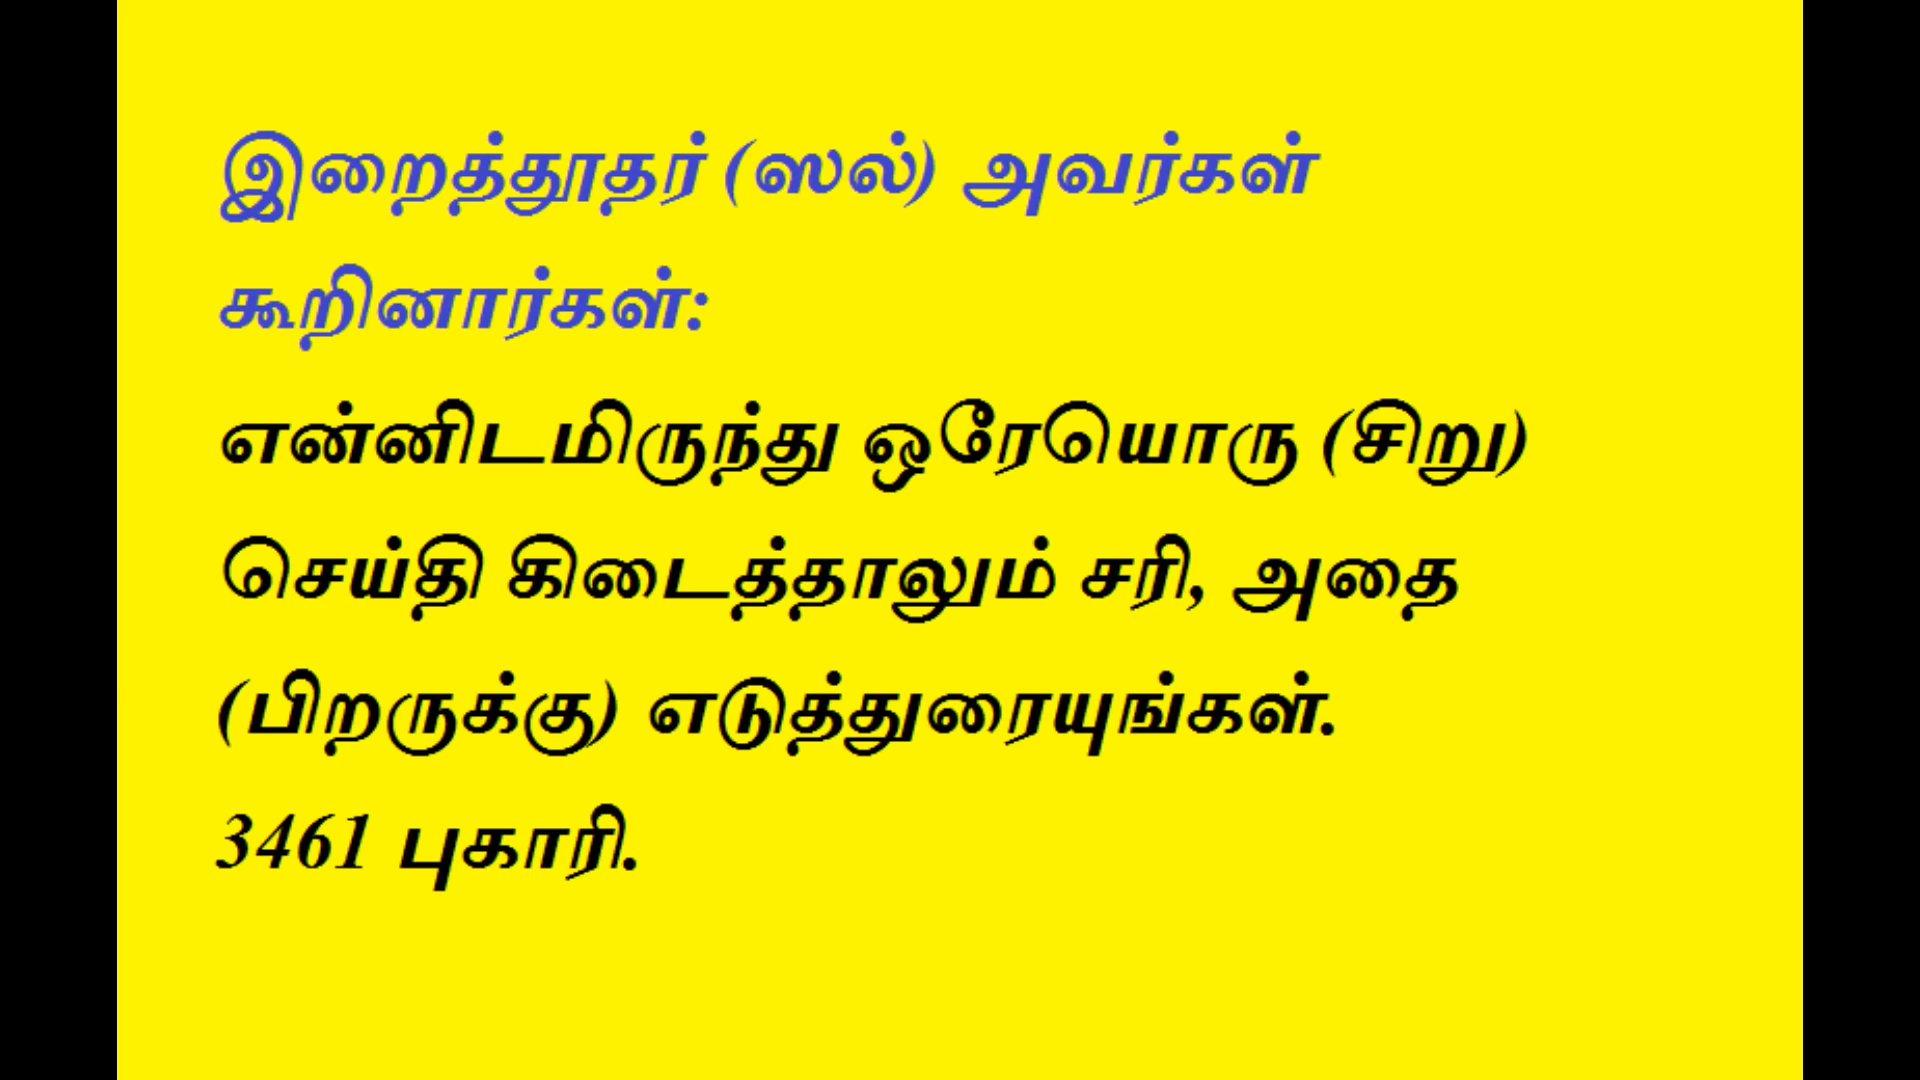 இறைத்தூதர் (ஸல்) அவர்கள்
கூறினார்கள்:
என்னிடமிருந்து ஒரேயொரு (சிறு)
செய்தி கிடைத்தாலும் சரி, அதை
(பிறருக்கு) எடுத்துரையுங்கள்.
3461 புகாரி.